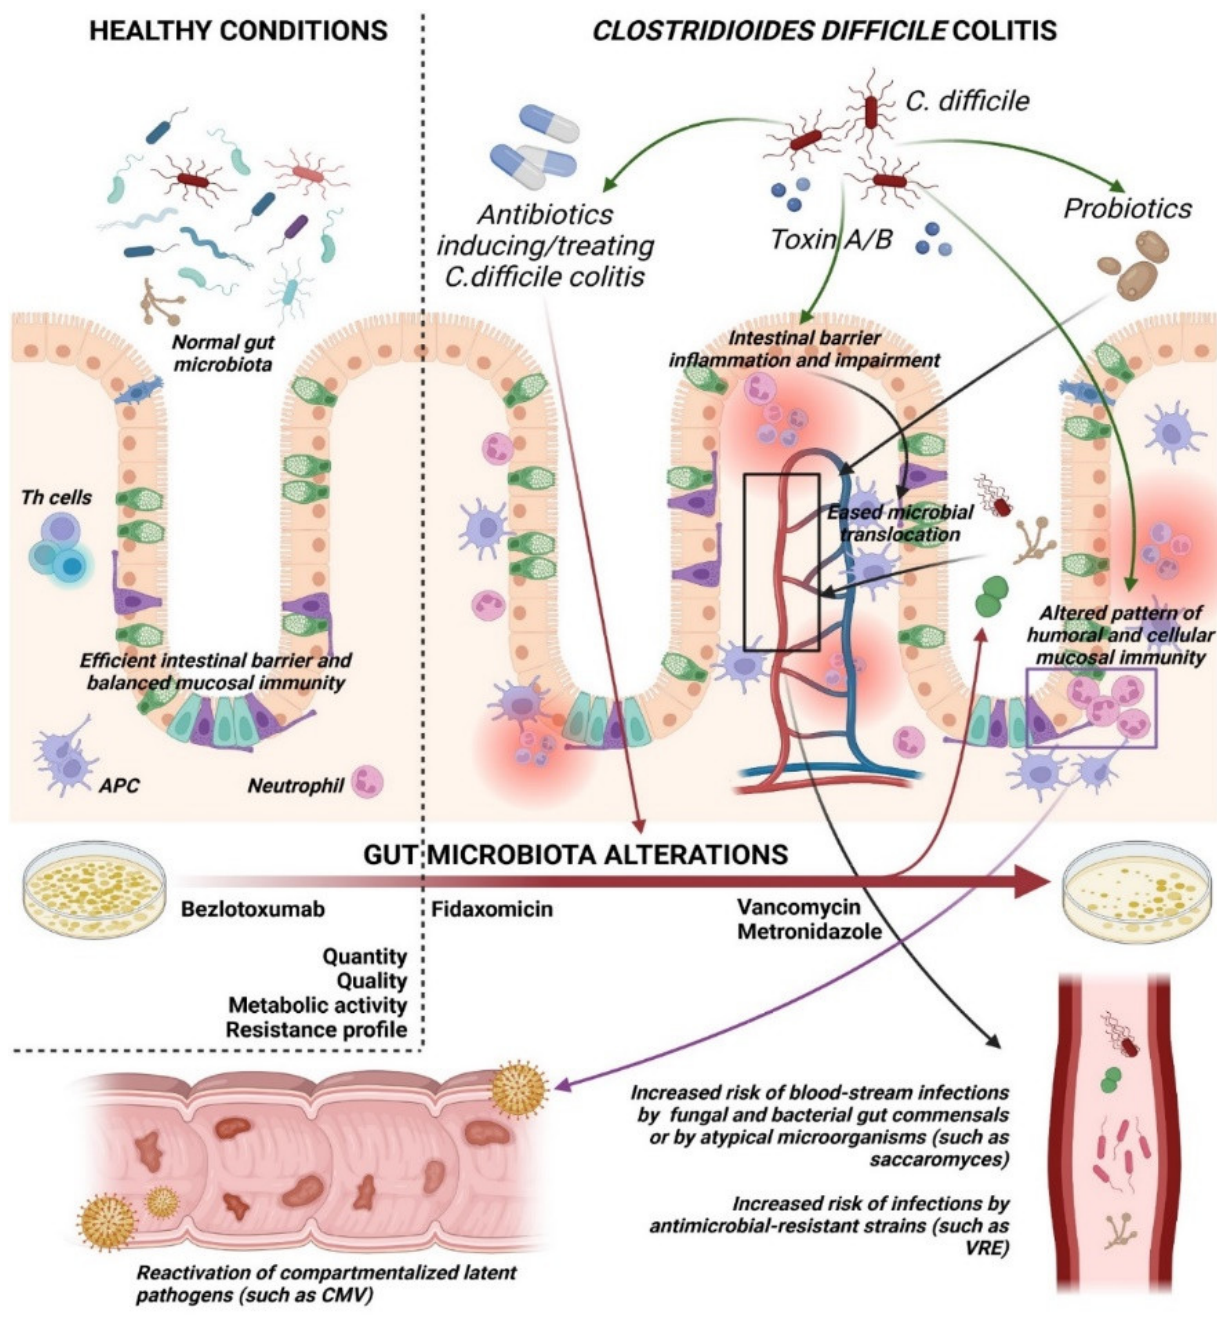 HEALTHY CONDITIONS
CLOSTRIDIOIDES DIFFICILE COLITIS
C. difficile
Antibiotics
inducing/treating
C.difficile colitis
Toxin A/B
Probiotics
Normal gut
microbiota
Intestinal barrier
inflammation and impairment
Th cells
Eased microbial
translocation
Efficient intestinal barrier and
balanced mucosal immunity
Altered pattern of
humoral and cellular
mucosal immunity
APC
Neutrophil
GUT MICROBIOTA ALTERATIONS
Bezlotoxumab
Fidaxomicin
Vancomycin
Metronidazole
Quantity
Quality
Metabolic activity
Resistance profile
Increased risk of blood-stream infections
by fungal and bacterial gut commensals
or by atypical microorganisms (such as
saccaromyces)
Increased risk of infections by
antimicrobial-resistant strains (such as
VRE)
Reactivation of compartmentalized latent
pathogens (such as CMV)